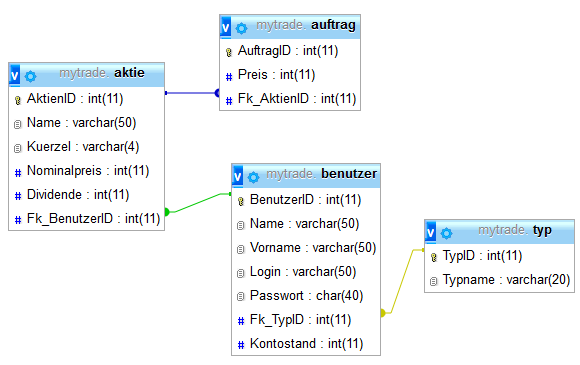 mytrade. auftrag
AuftragID : int(11)
Preis : int(11)
Fk_AktienID : int(11)
mytrade. aktie
AktienID : int(11)
Name : varchar(50)
Kuerzel : varchar(4)
Nominalpreis : int(11)
Dividende : int(11)
Fk_BenutzerID : int(11)
mytrade. benutzer
BenutzerID : int(11)
Name : varchar(50)
Vorname : varchar(50)
Login : varchar(50)
Passwort : char(40)
Fk_TypID : int(11)
Kontostand : int(11)
mytrade. typ
TypID : int(11)
Typname : varchar(20)